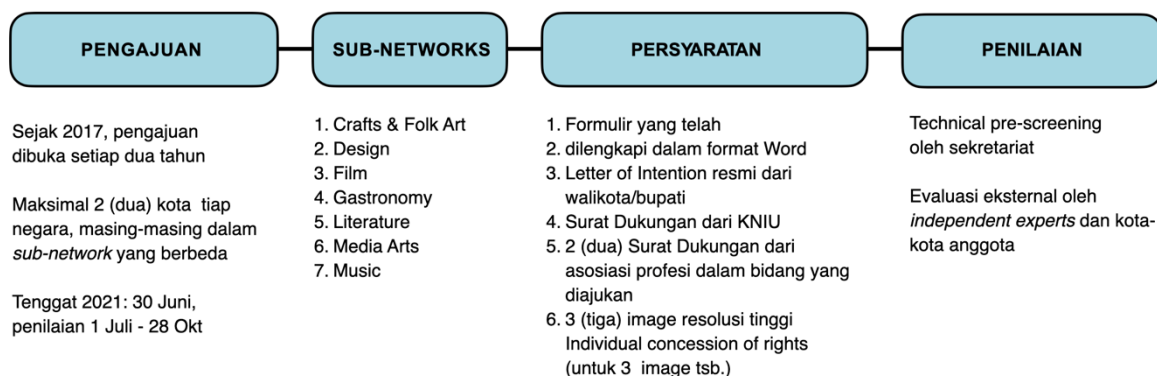 PENGAJUAN
Sejak 2017, pengajuan
dibuka setiap dua tahun
Maksimal 2 (dua) kota tiap
negara, masing-masing dalam
sub-network yang berbeda
Tenggat 2021: 30 Juni,
penilaian 1 Juli - 28 Okt
SUB-NETWORKS
1. Crafts & Folk Art
2. Design
3. Film
4. Gastronomy
5. Literature
6. Media Arts
7. Music
PERSYARATAN
1. Formulir yang telah
2. dilengkapi dalam format Word
3. Letter of Intention resmi dari
walikota/bupati
4. Surat Dukungan dari KNIU
5. 2 (dua) Surat Dukungan dari
asosiasi profesi dalam bidang yang
diajukan
6. 3 (tiga) image resolusi tinggi
Individual concession of rights
(untuk 3 image tsb.)
PENILAIAN
Technical pre-screening
oleh sekretariat
Evaluasi eksternal oleh
independent experts dan kota-
kota anggota